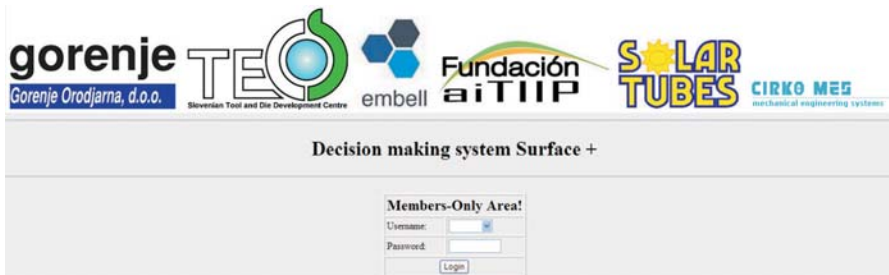 gorenje
Gorenje Orodjarna, d.o.o.
TECOS
Slovenian Tool and Die Development Centre
embell
Fundación
aiTIIP
SOLAR
TUBES
CIRKO MES
mechanical engineering systems
Decision making system Surface +
Members-Only Area!
Username:
Password:
Login